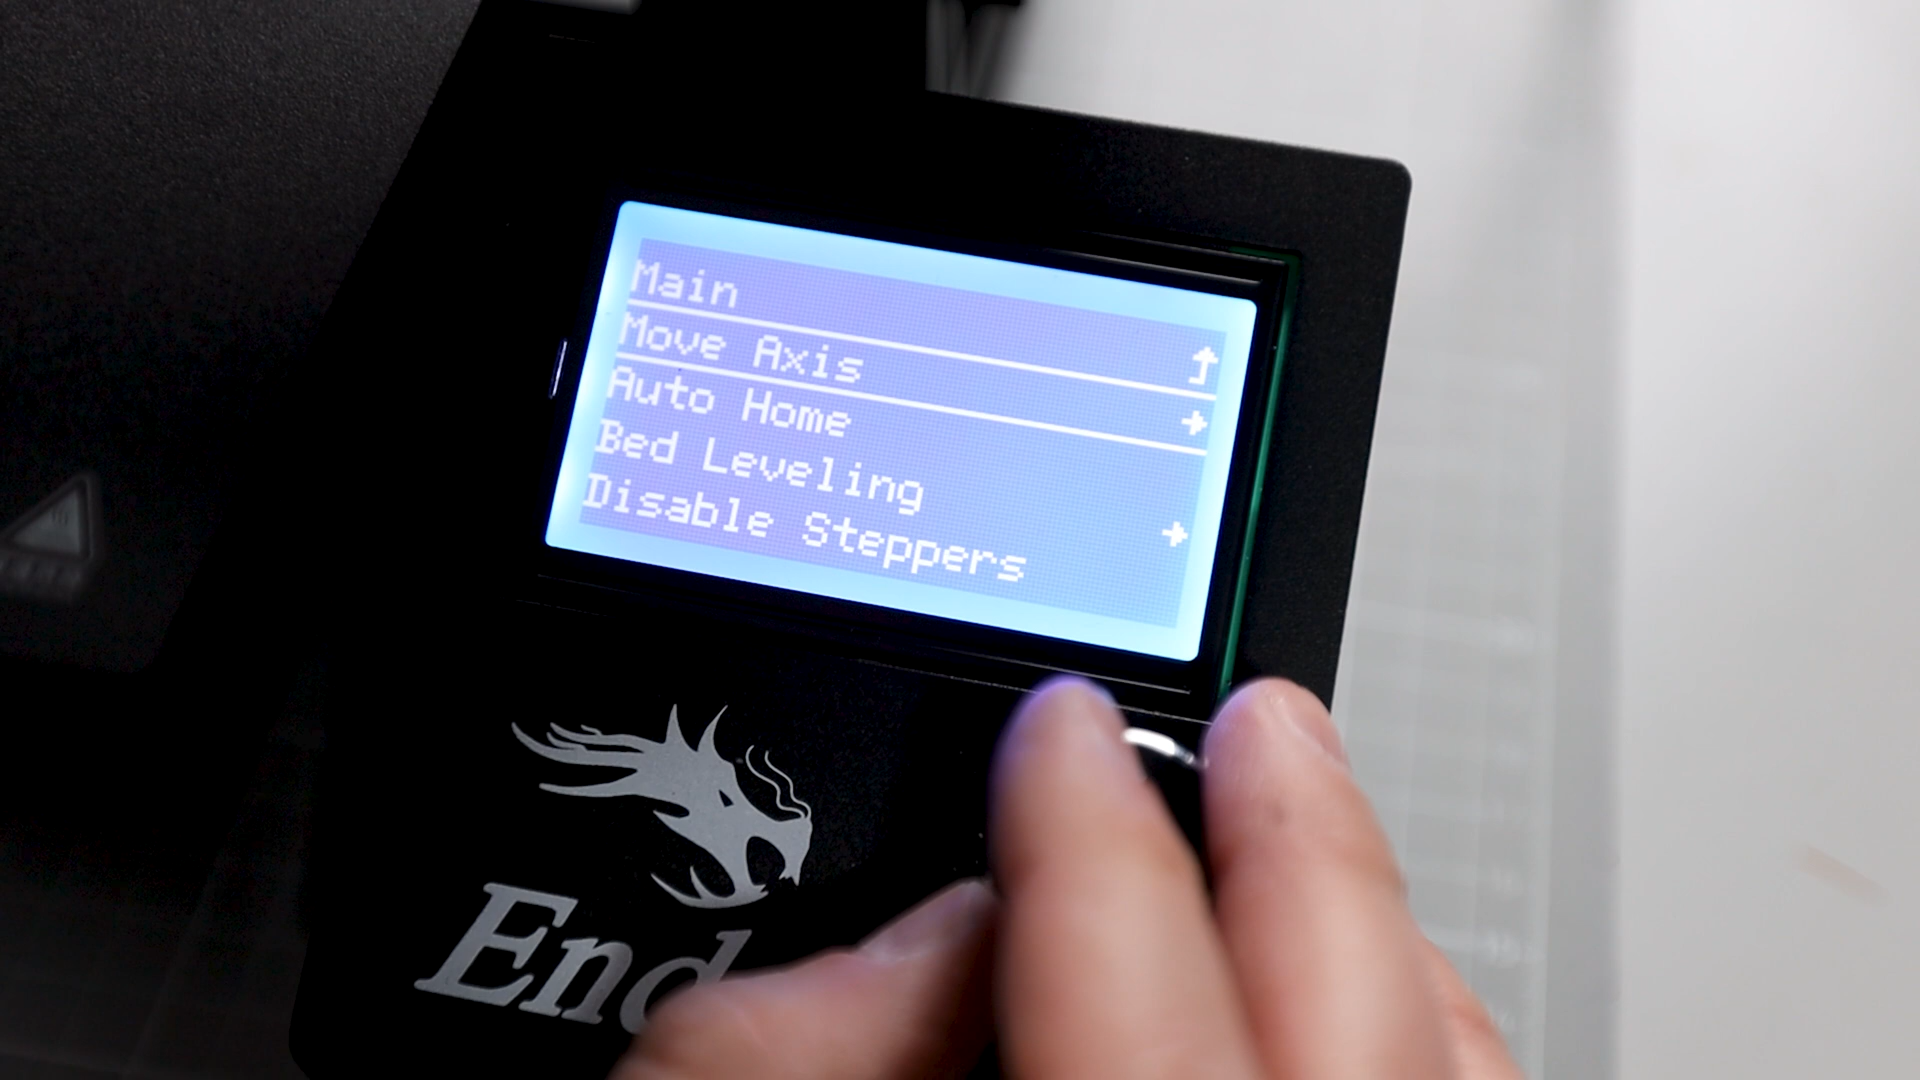 Main
Move Axis
Auto Home
Bed Leveling
Disable Steppers
End